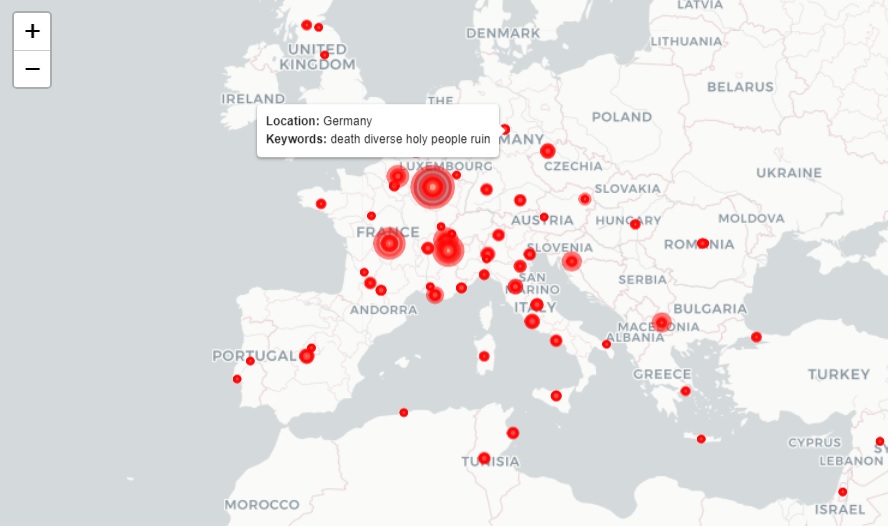 +
−
LATVIA
DENMARK
LITHUANIA
UNITED
KINGDOM
BELARUS
IRELAND
THE
POLAND
Location: Germany
Keywords: death diverse holy people ruin
MANY
LUXEMBOURG
CZECHIA
UKRAINE
SLOVAKIA
AUSTRIA
HUNGARY
MOLDOVA
FRANCE
ROMANIA
SLOVENIA
SAN
MARINO
SERBIA
ANDORRA
ITALY
BULGARIA
MACEDONIA
ALBANIA
PORTUGAL
GREECE
TURKEY
CYPRUS
SY
LEBANON
TUNISIA
MOROCCO
ISRAEL